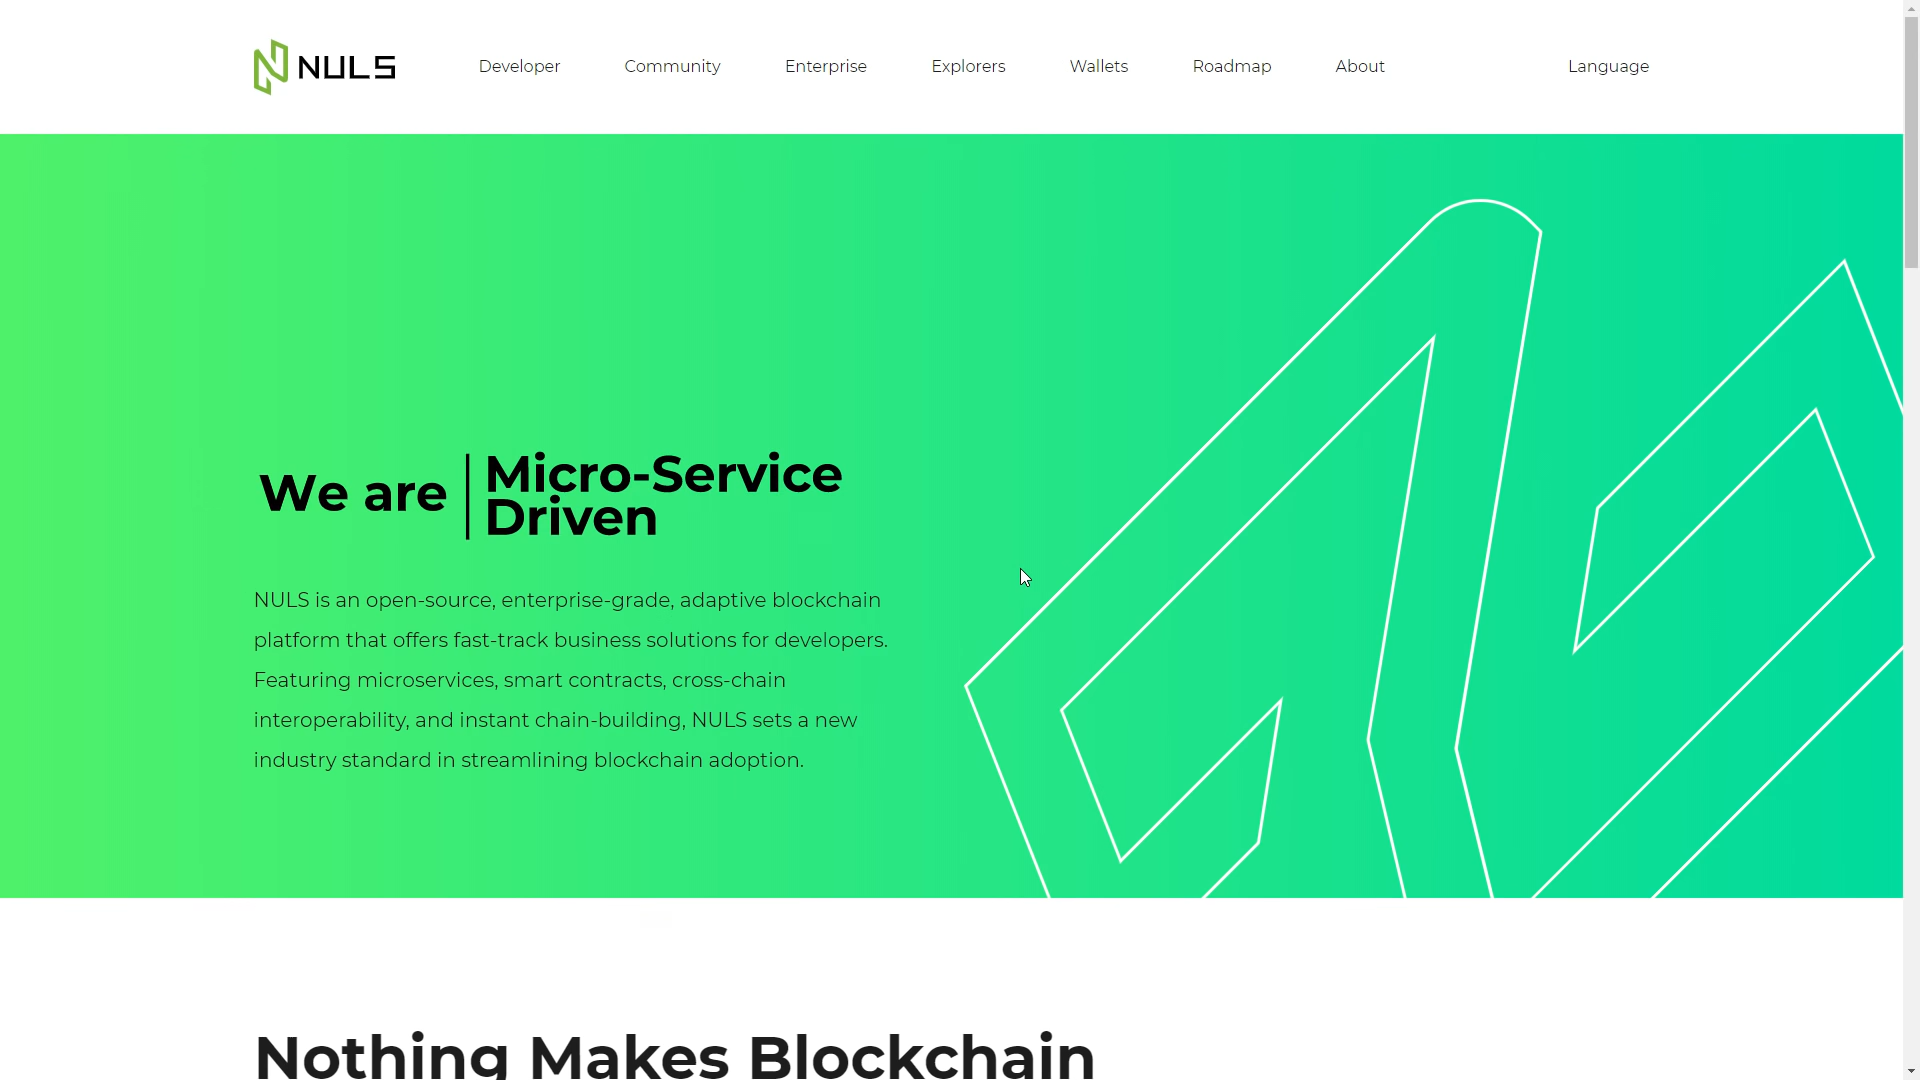 NULS
Developer
Community
Enterprise
Explorers
Wallets
Roadmap
About
Language
We are
Micro-Service
Driven
NULS is an open-source, enterprise-grade, adaptive blockchain
platform that offers fast-track business solutions for developers.
Featuring microservices, smart contracts, cross-chain
interoperability, and instant chain-building, NULS sets a new
industry standard in streamlining blockchain adoption.
Nothing Makes Blockchain